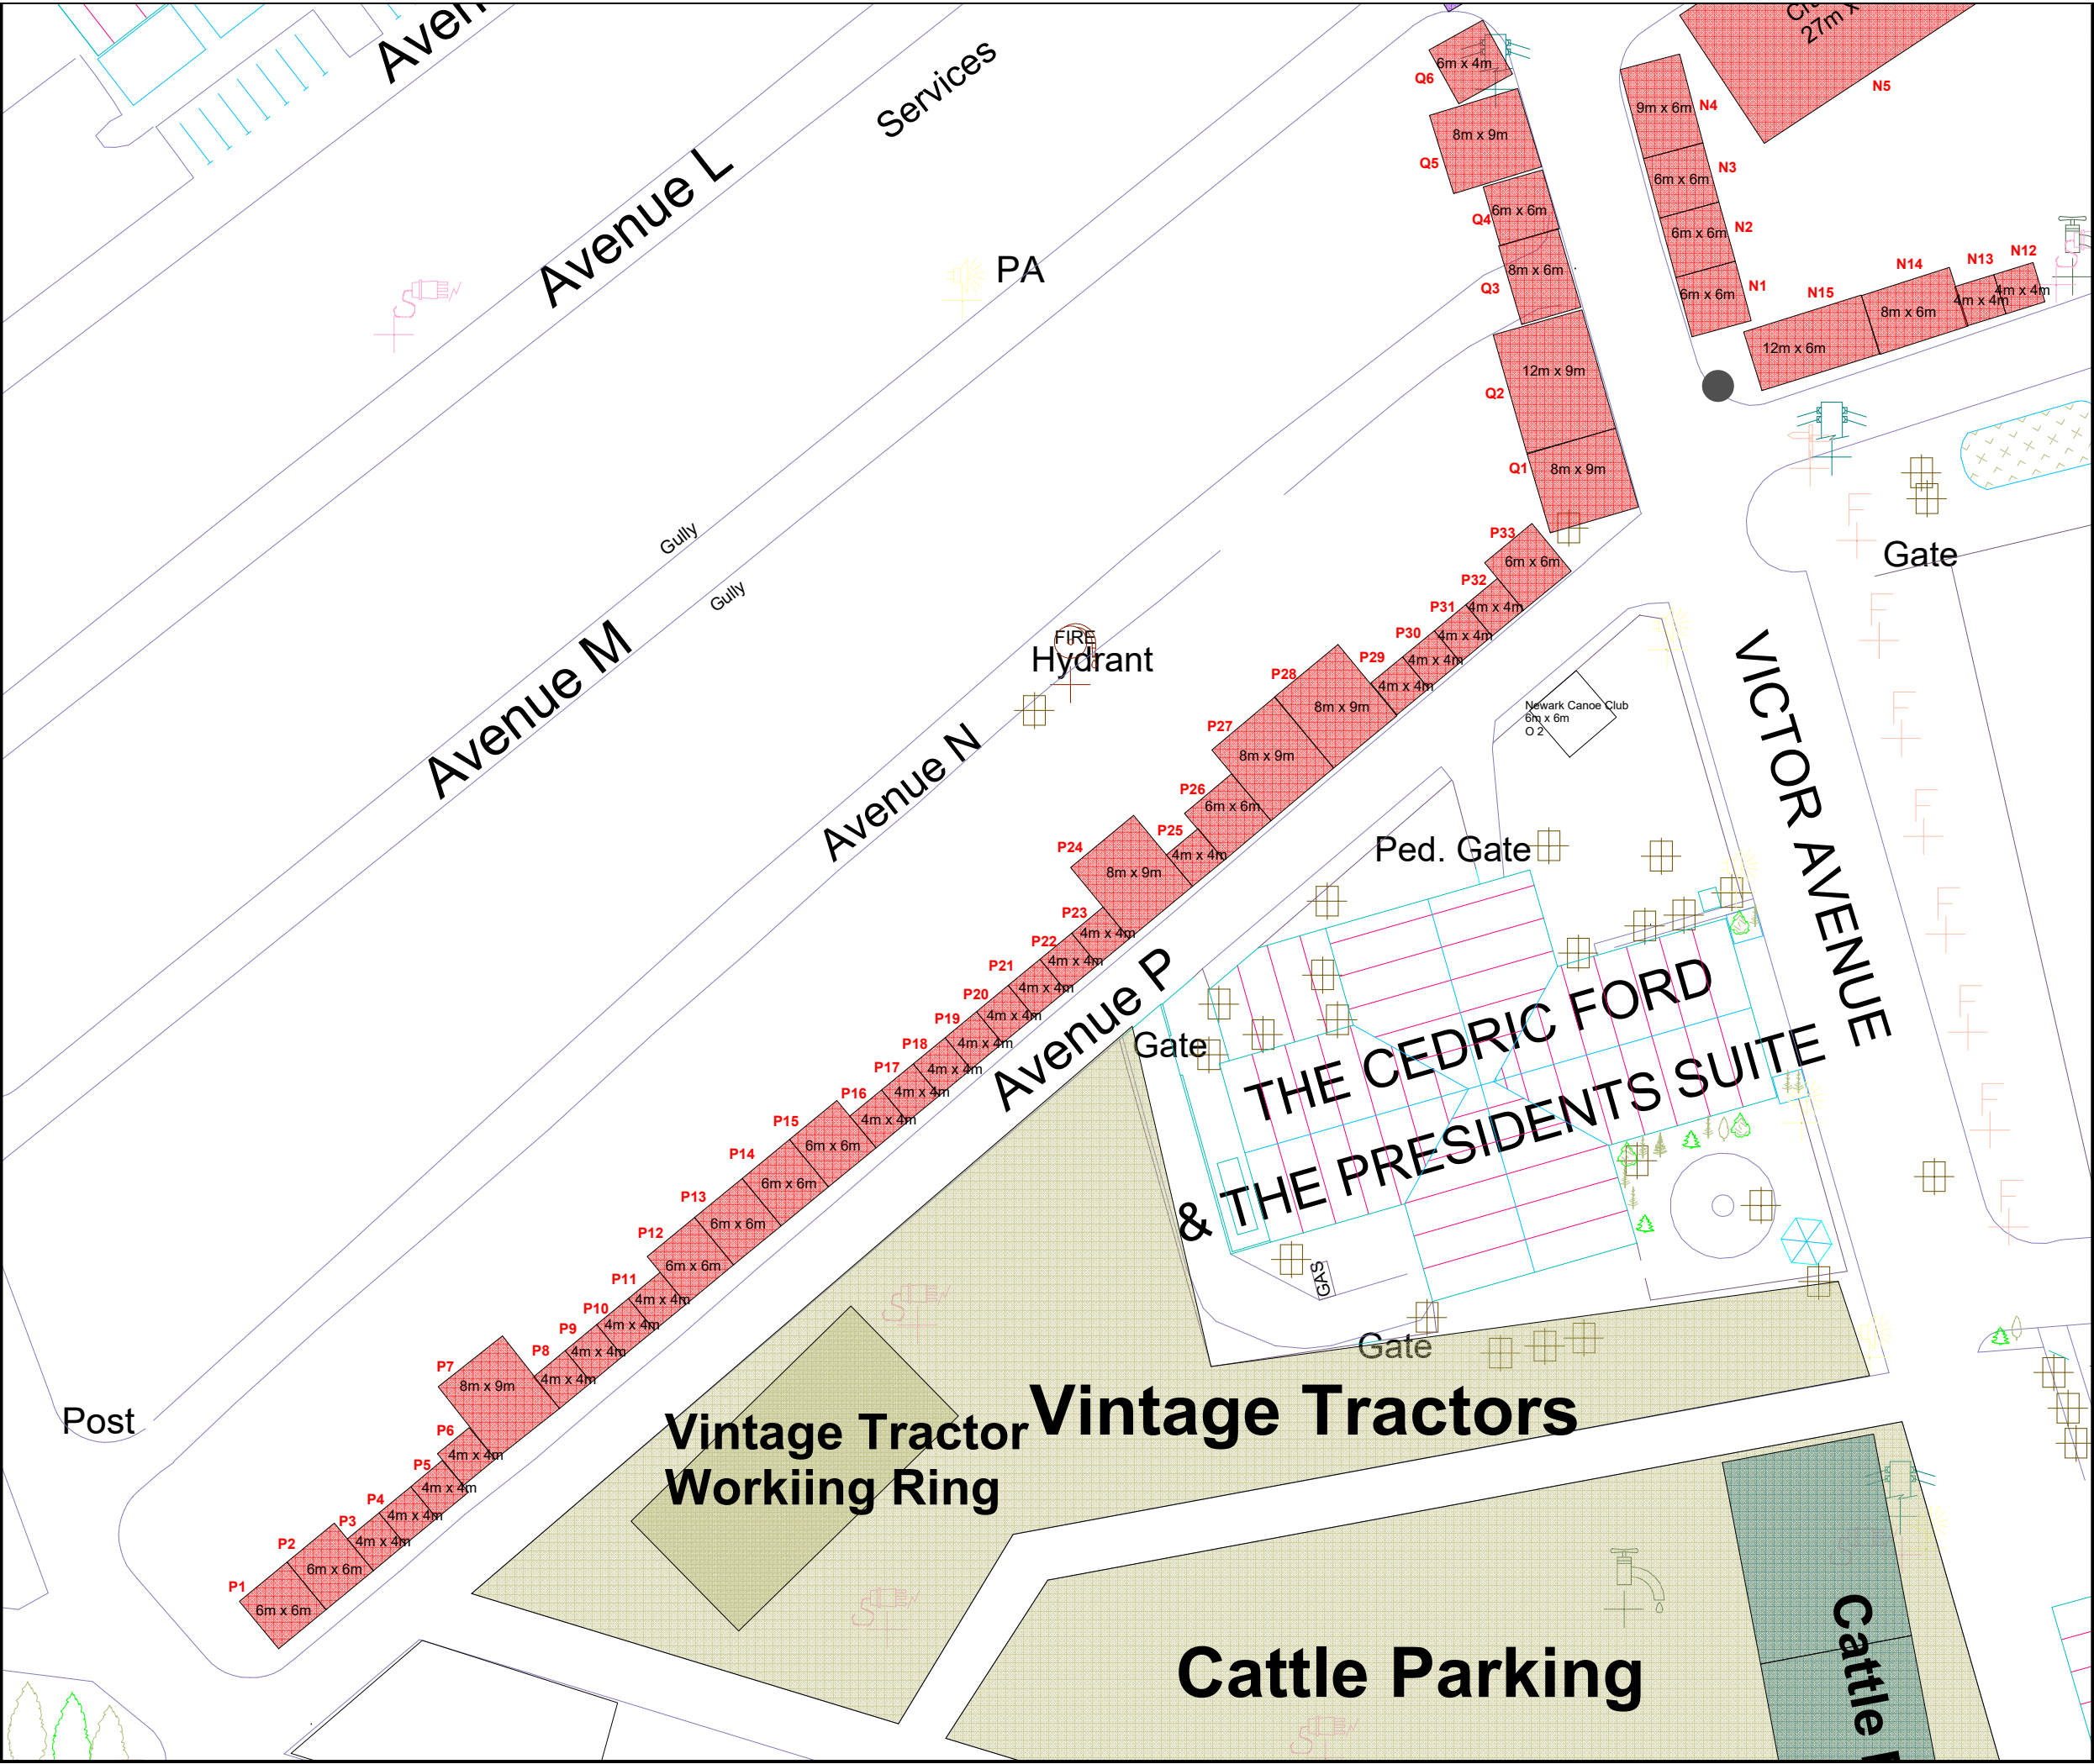 Aven
Services
Avenue L
PA
Gully
Gully
Avenue M
FIRE
Hydrant
Avenue N
Post
Q6
6m x 4m
Q5
8m x 9m
Q4
6m x 6m
Q3
8m x 6m
Q2
12m x 9m
Q1
8m x 9m
27m x
N5
N4
9m x 6m
N3
6m x 6m
N2
6m x 6m
N1
6m x 6m
N15
12m x 6m
N14
8m x 6m
N13
4m x 4m
N12
4m x 4m
Gate
F
F
F
F
F
F
F
F
VICTOR AVENUE
P33
6m x 6m
P32
4m x 4m
P31
4m x 4m
P30
4m x 4m
P29
4m x 4m
P28
8m x 9m
P27
8m x 9m
P26
6m x 6m
P25
4m x 4m
P24
8m x 9m
P23
4m x 4m
P22
4m x 4m
P21
4m x 4m
P20
4m x 4m
P19
4m x 4m
P18
4m x 4m
P17
4m x 4m
P16
4m x 4m
P15
6m x 6m
P14
6m x 6m
P13
6m x 6m
P12
6m x 6m
P11
4m x 4m
P10
4m x 4m
P9
4m x 4m
P8
4m x 4m
P7
8m x 9m
P6
4m x 4m
P5
4m x 4m
P4
4m x 4m
P3
4m x 4m
P2
6m x 6m
P1
6m x 6m
Newark Canoe Club
6m x 6m
O 2
Ped. Gate
Avenue P
Gate
THE CEDRIC FORD
& THE PRESIDENTS SUITE
GAS
Gate
Vintage Tractors
Vintage Tractor
Workiing Ring
Cattle Parking
Cattle